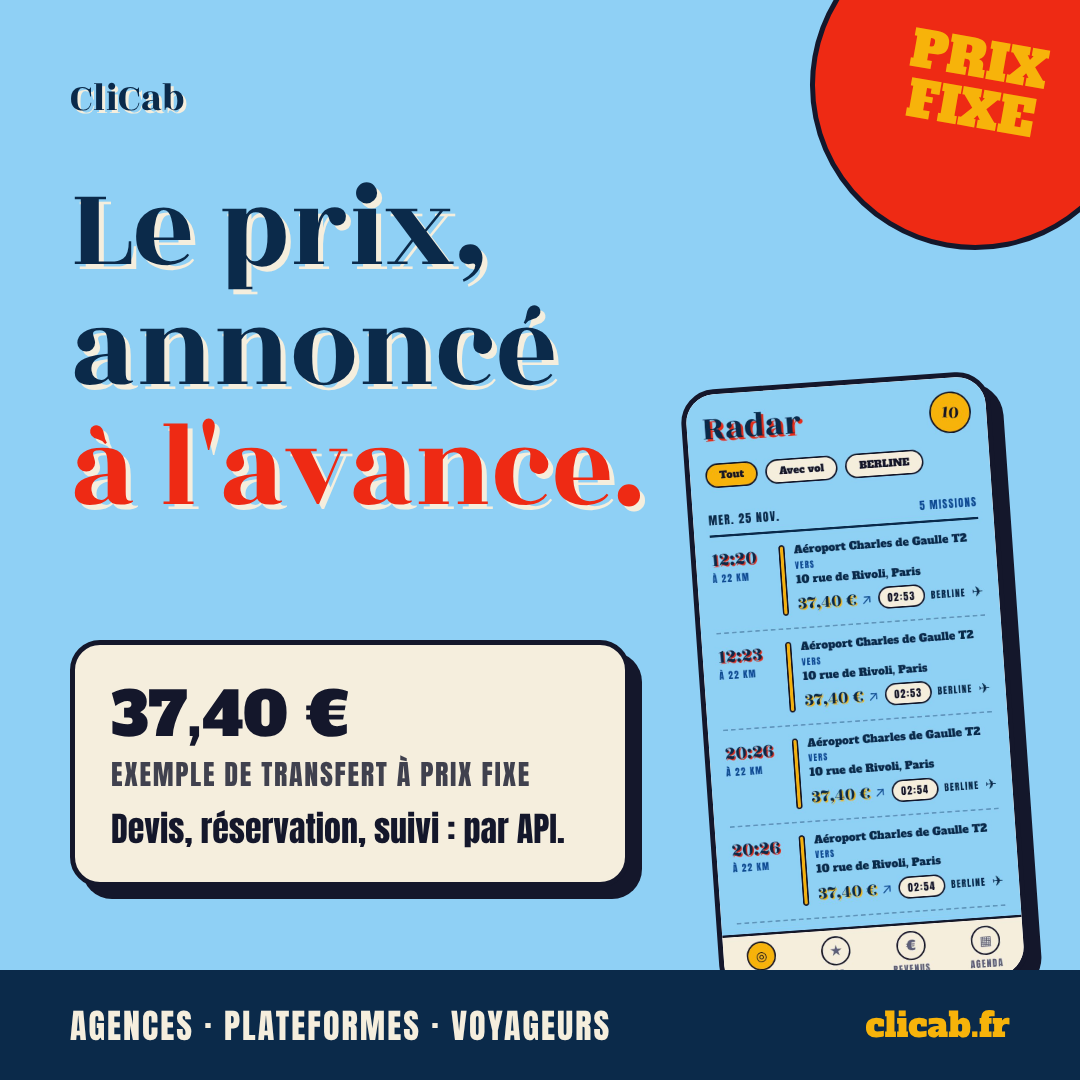 CliCab
PRIX
FIXE
Le prix,
annoncé
à l'avance.
37,40 €
EXEMPLE DE TRANSFERT À PRIX FIXE
Devis, réservation, suivi : par API.
Radar
10
Tout
Avec vol
BERLINE
MER. 25 NOV.
5 MISSIONS
12:20
À 22 KM
Aéroport Charles de Gaulle T2
VERS
10 rue de Rivoli, Paris
37,40 € ↗ 02:53 BERLINE ✈
12:23
À 22 KM
Aéroport Charles de Gaulle T2
VERS
10 rue de Rivoli, Paris
37,40 € ↗ 02:53 BERLINE ✈
20:26
À 22 KM
Aéroport Charles de Gaulle T2
VERS
10 rue de Rivoli, Paris
37,40 € ↗ 02:54 BERLINE ✈
20:26
À 22 KM
Aéroport Charles de Gaulle T2
VERS
10 rue de Rivoli, Paris
37,40 € ↗ 02:54 BERLINE ✈
€
REVENUS
AGENDA
AGENCES · PLATEFORMES · VOYAGEURS
clicab.fr